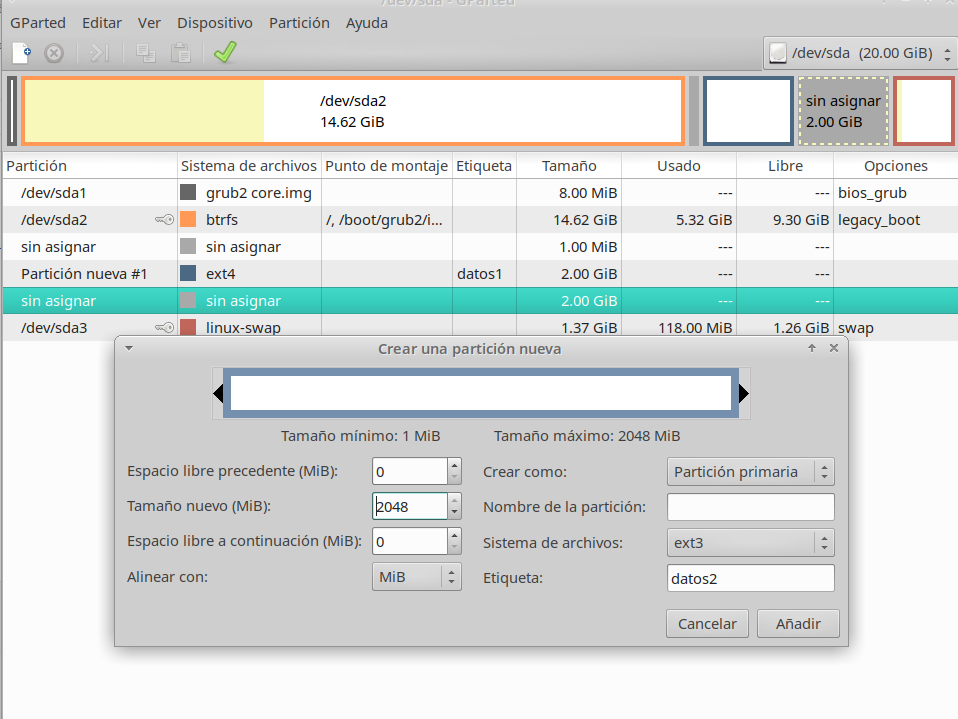 /dev/sda - GParted
GParted Editar Ver Dispositivo Partición Ayuda
/dev/sda (20.00 GiB)
/dev/sda2
14.62 GiB
sin asignar
2.00 GiB
Partición Sistema de archivos Punto de montaje Etiqueta Tamaño Usado Libre Opciones
/dev/sda1 grub2 core.img 8.00 MiB --- --- bios_grub
/dev/sda2 btrfs /, /boot/grub2/i... 14.62 GiB 5.32 GiB 9.30 GiB legacy_boot
sin asignar sin asignar 1.00 MiB --- ---
Partición nueva #1 ext4 datos1 2.00 GiB --- ---
sin asignar sin asignar 2.00 GiB --- ---
/dev/sda3 linux-swap 1.37 GiB 118.00 MiB 1.26 GiB swap
Crear una partición nueva
Tamaño mínimo: 1 MiB Tamaño máximo: 2048 MiB
Espacio libre precedente (MiB): 0 Crear como: Partición primaria
Tamaño nuevo (MiB): 2048 Nombre de la partición:
Espacio libre a continuación (MiB): 0 Sistema de archivos: ext3
Alinear con: MiB Etiqueta: datos2
Cancelar Añadir